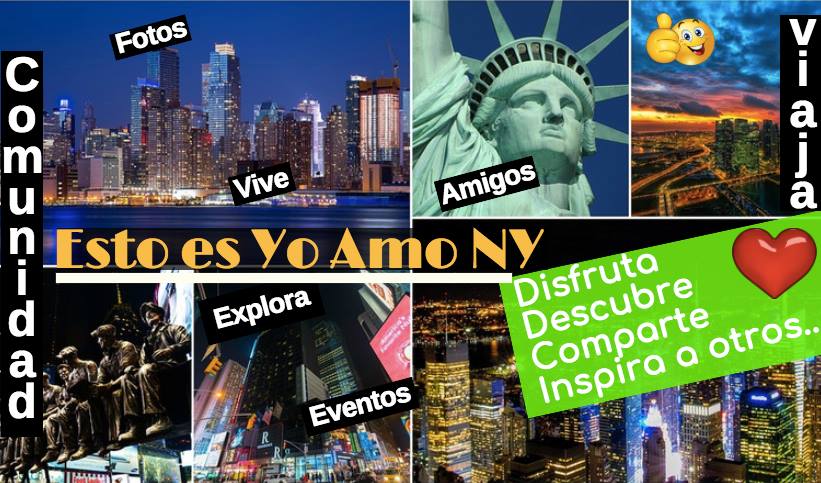 Fotos
Comunidad
Viaja
Vive
Amigos
Esto es Yo Amo NY
Disfruta
Descubre
Comparte
Inspira a otros..
Explora
Eventos